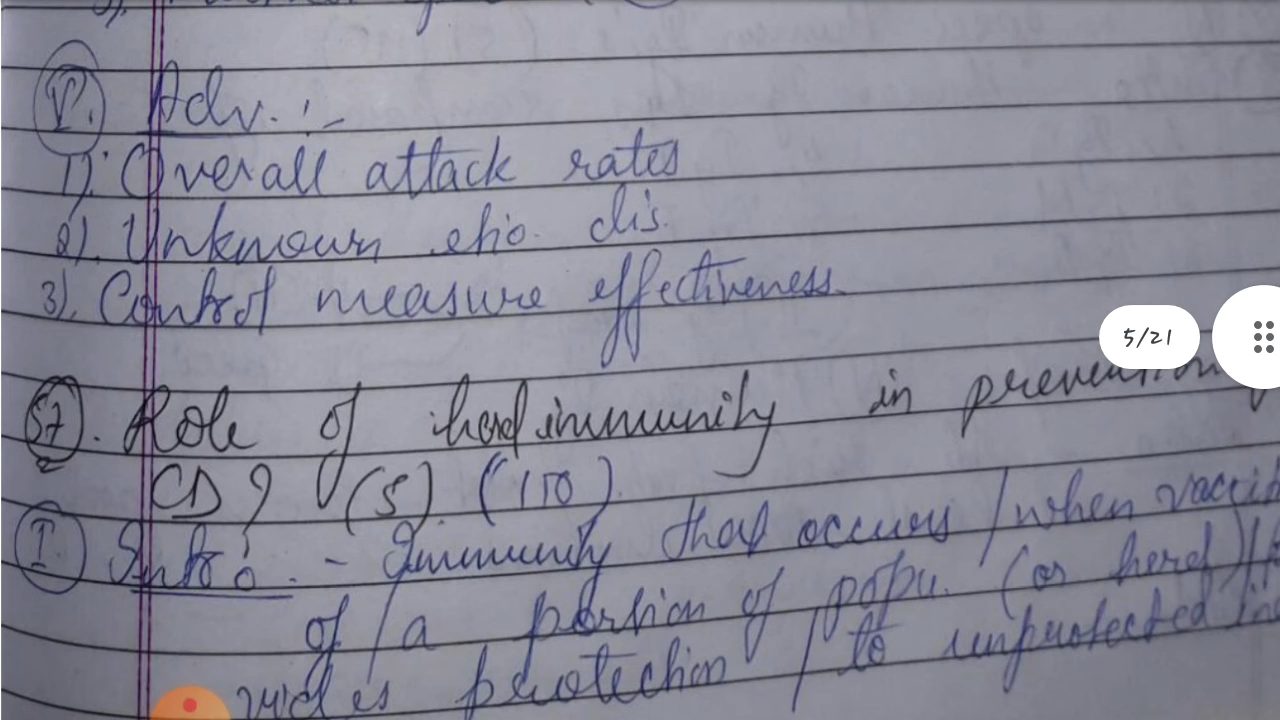 V. Adv. :-
1). Overall attack rates
2). Unknown etio. dis.
3). Control measure effectiveness.
5/21
57. Role of herd immunity in prevention
CD? (5). (110).
I. Intro: - Immunity that occurs / when
of / a portion of popu. (or herd)
vides protection / to unprotected